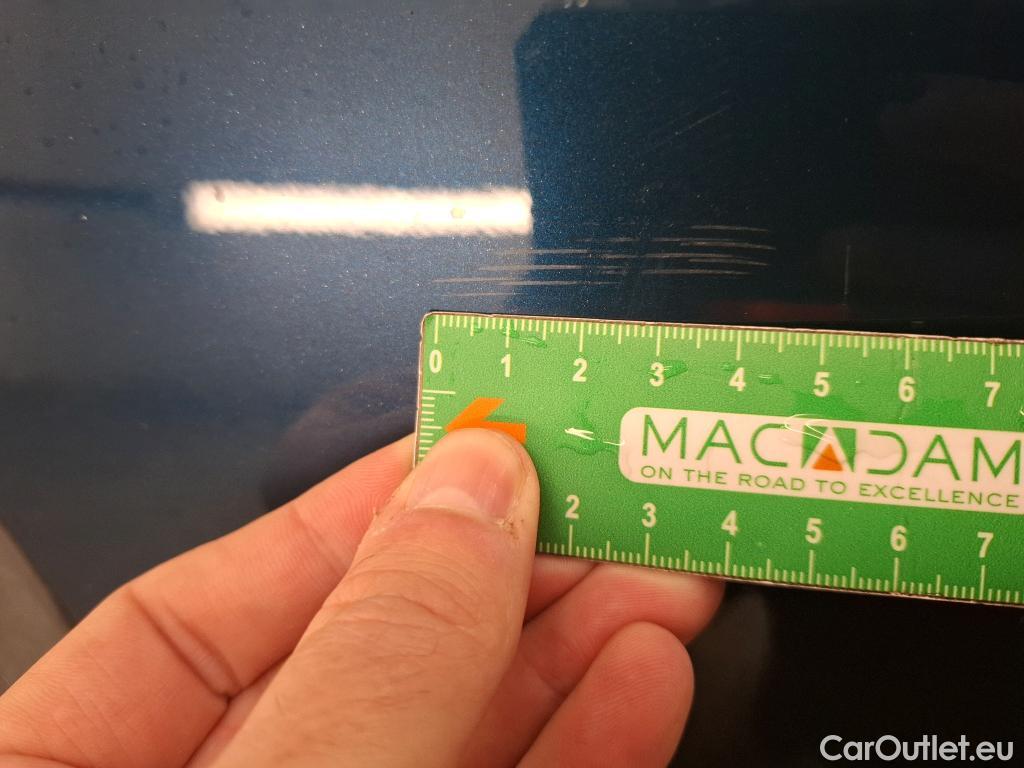 0 1 2 3 4 5 6 7
MACADAM
ON THE ROAD TO EXCELLENCE
2 3 4 5 6 7
CarOutlet.eu